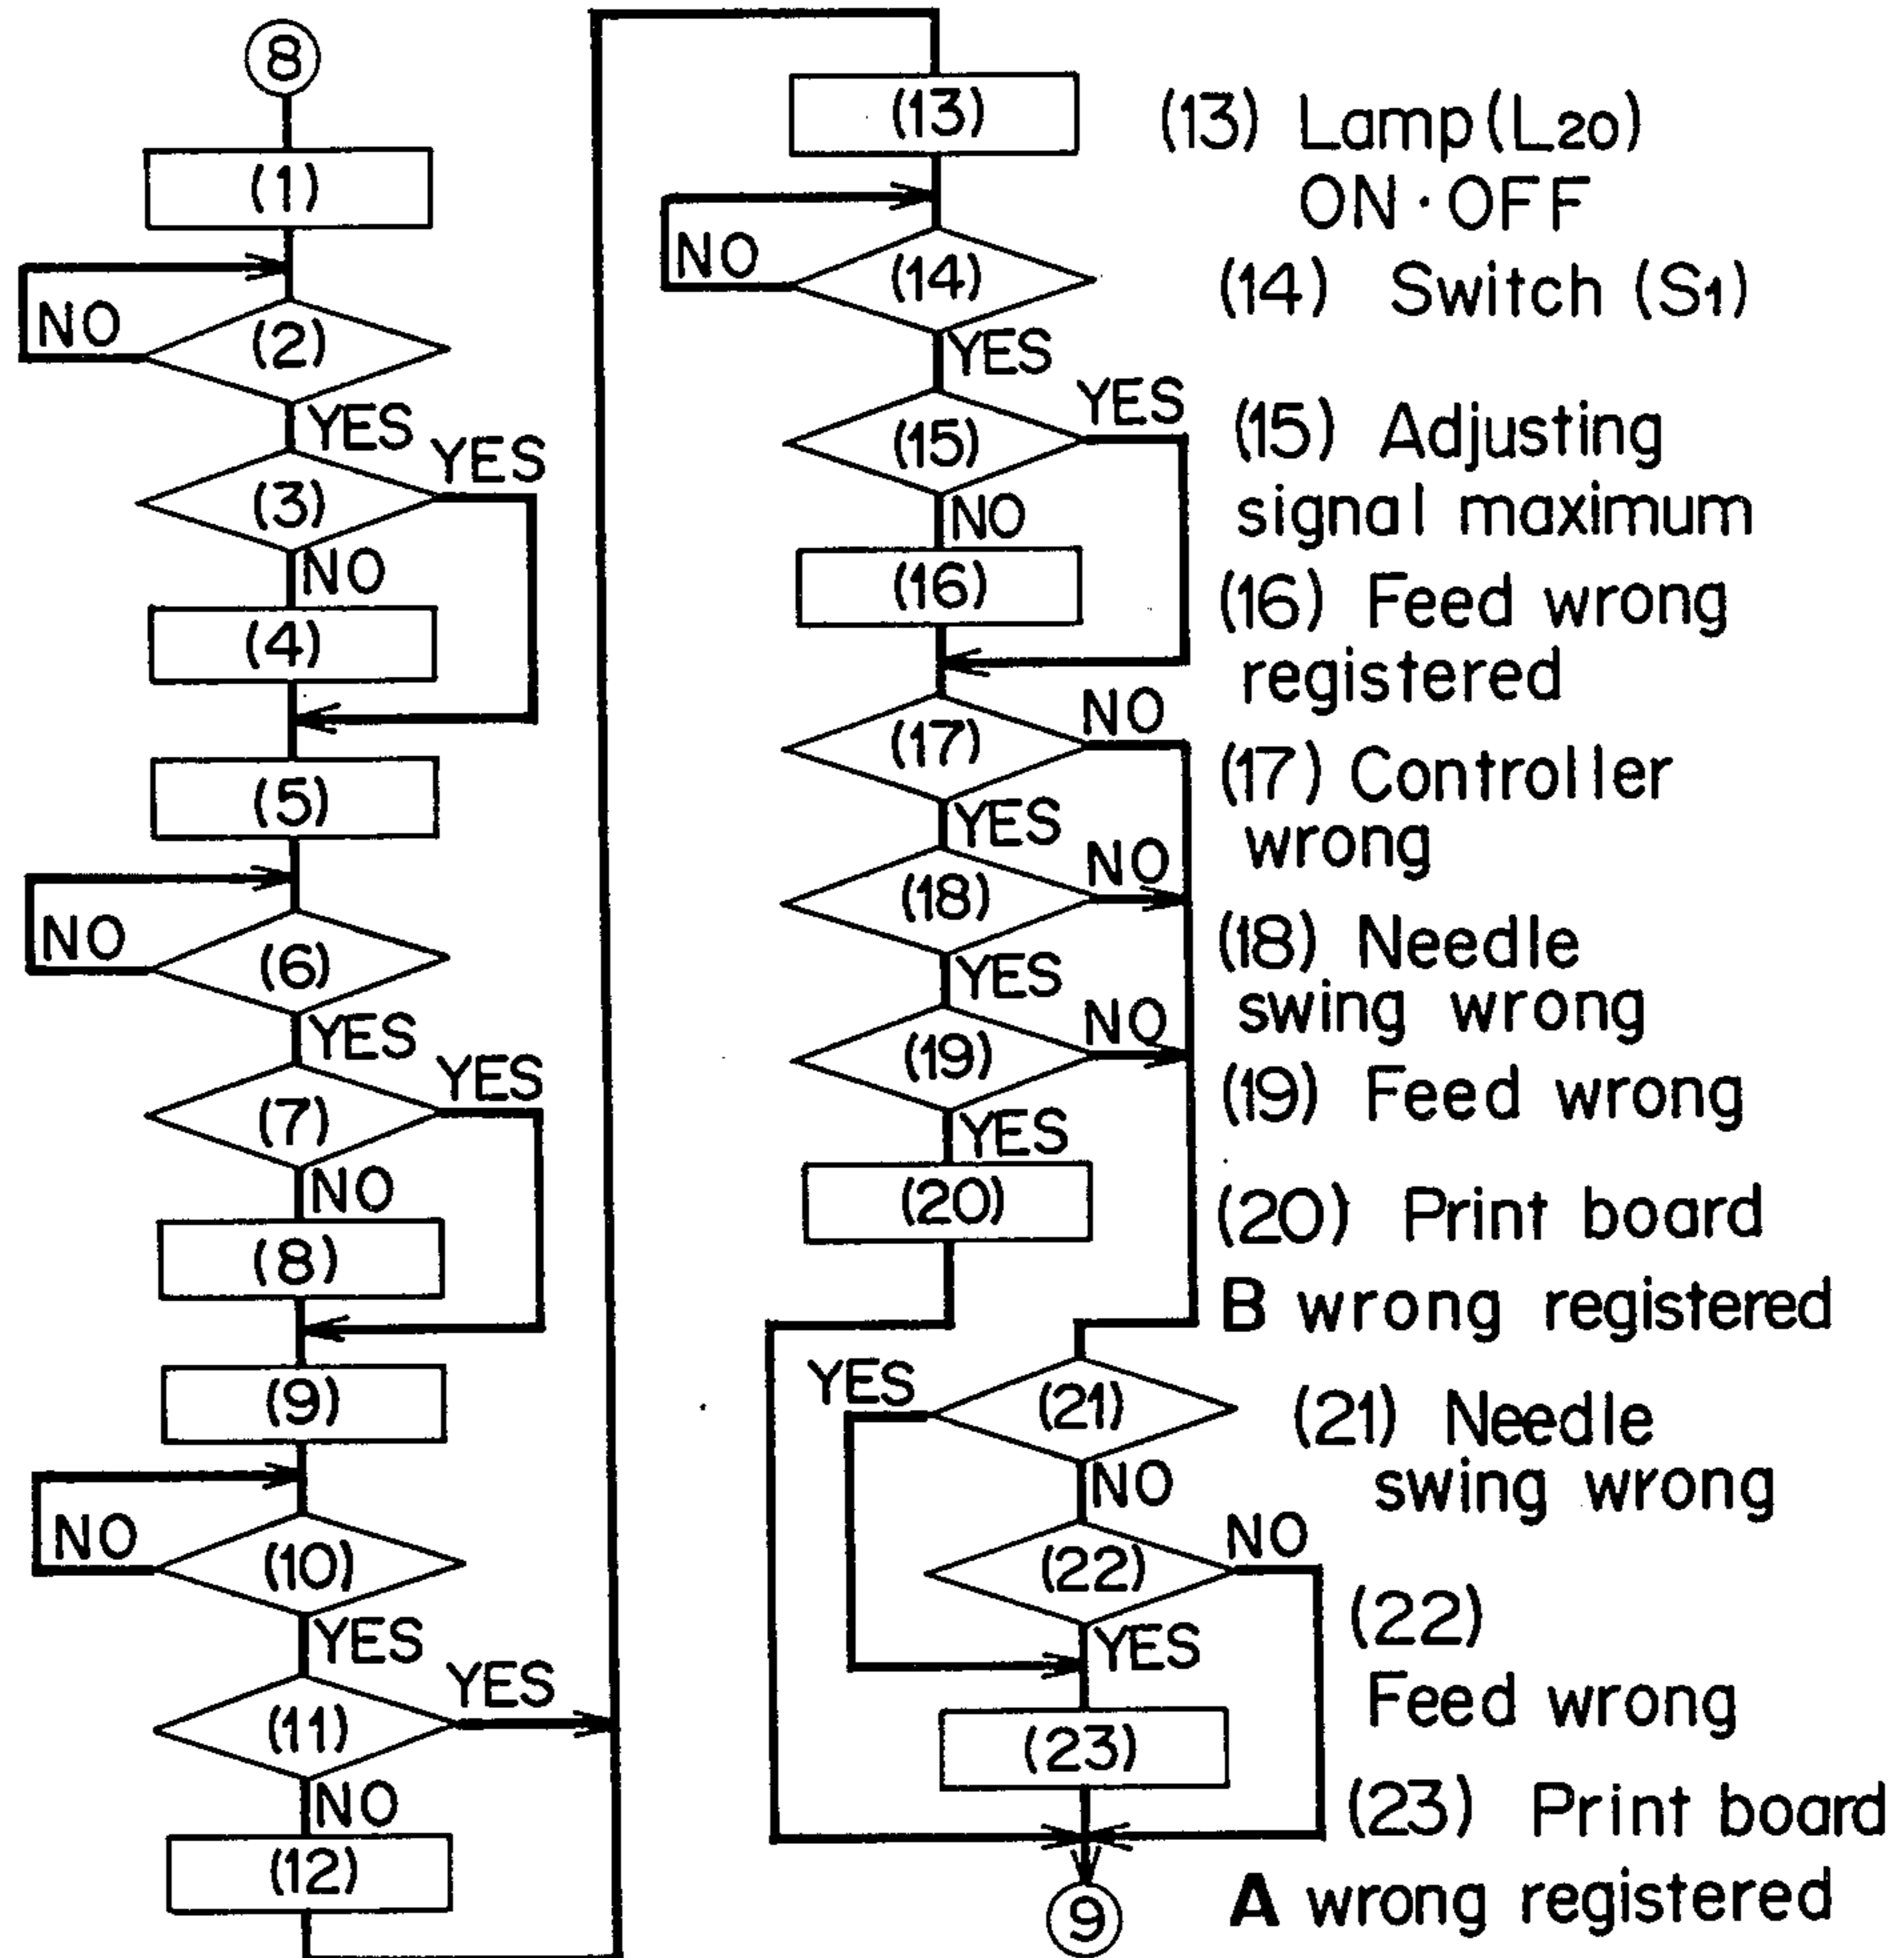 8
(1)
NO
(2)
YES
YES
(3)
NO
(4)
(5)
NO
(6)
YES
YES
(7)
NO
(8)
(9)
NO
(10)
YES
YES
(11)
NO
(12)
(13)
NO
(14)
YES
YES
(15)
NO
(16)
NO
(17)
YES
NO
(18)
YES
NO
(19)
YES
(20)
YES
(21)
NO
NO
(22)
YES
(23)
9
(13) Lamp (L20)
ON·OFF
(14) Switch (S1)
(15) Adjusting
signal maximum
(16) Feed wrong
registered
(17) Controller
wrong
(18) Needle
swing wrong
(19) Feed wrong
(20) Print board
B wrong registered
(21) Needle
swing wrong
(22)
Feed wrong
(23) Print board
A wrong registered